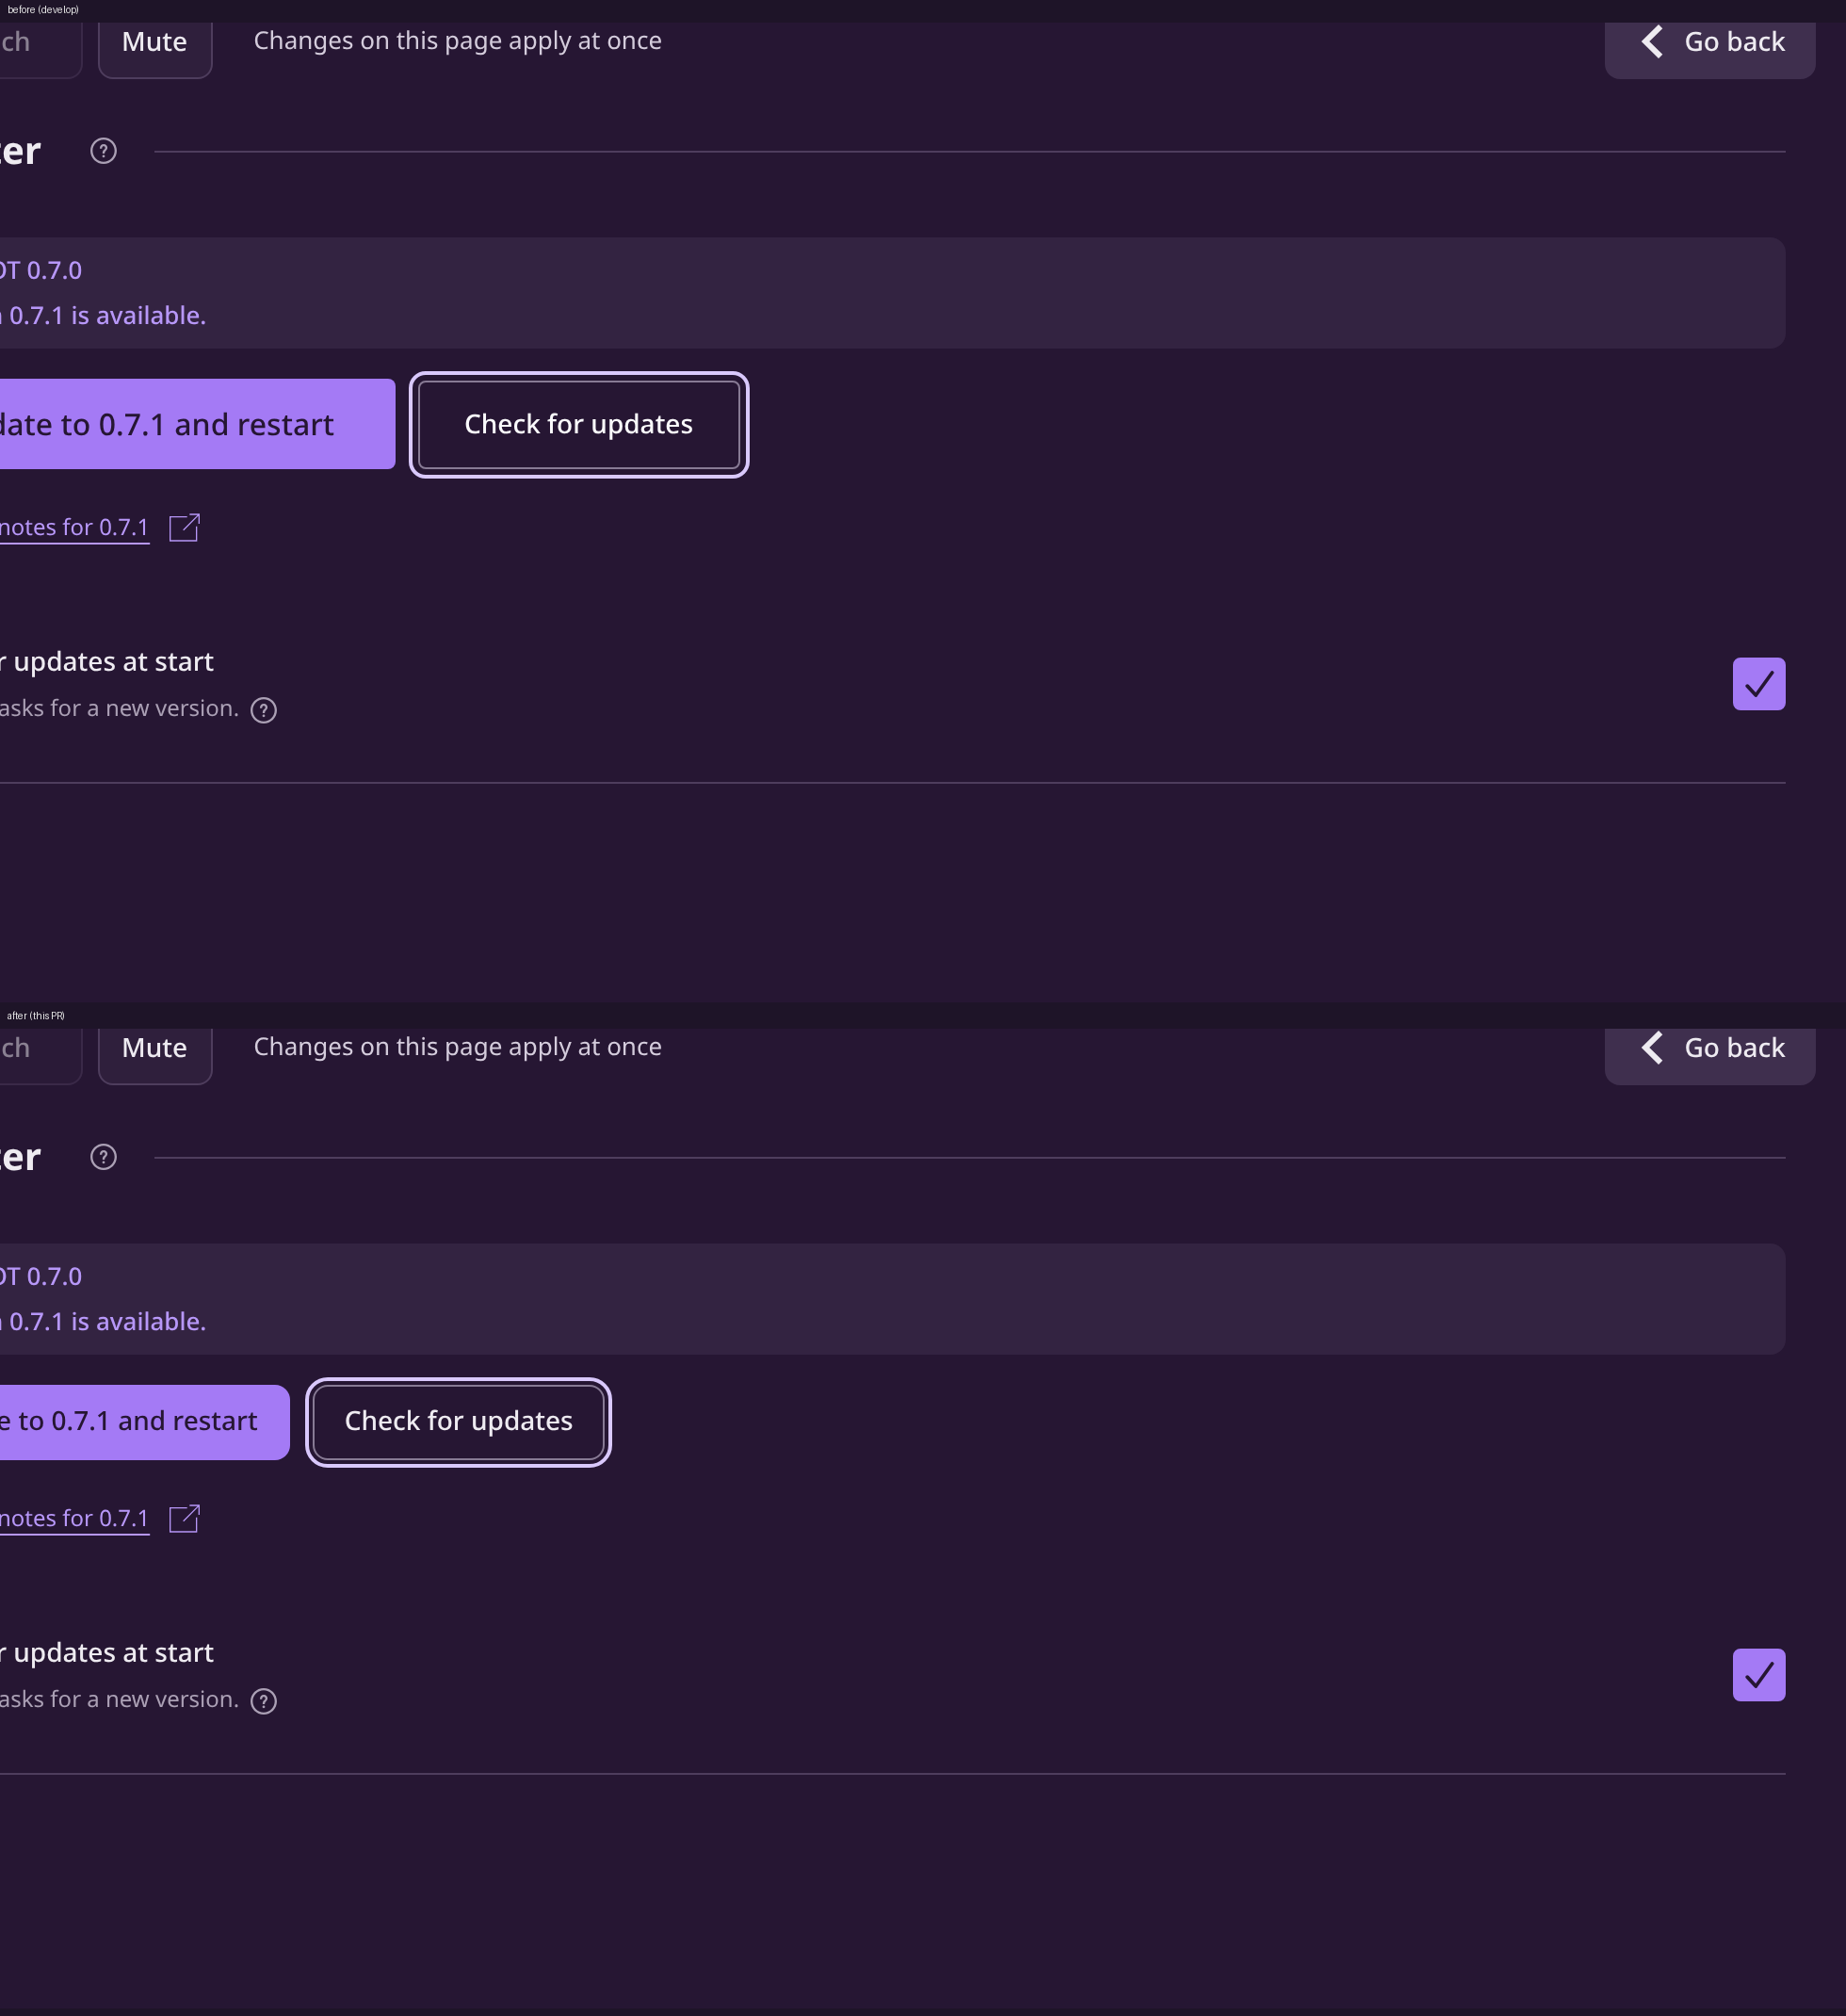 before (develop)
ch
Mute
Changes on this page apply at once
Go back
ter
OT 0.7.0
0.7.1 is available.
date to 0.7.1 and restart
Check for updates
notes for 0.7.1
r updates at start
asks for a new version.
after (this PR)
ch
Mute
Changes on this page apply at once
Go back
ter
OT 0.7.0
0.7.1 is available.
e to 0.7.1 and restart
Check for updates
notes for 0.7.1
r updates at start
asks for a new version.